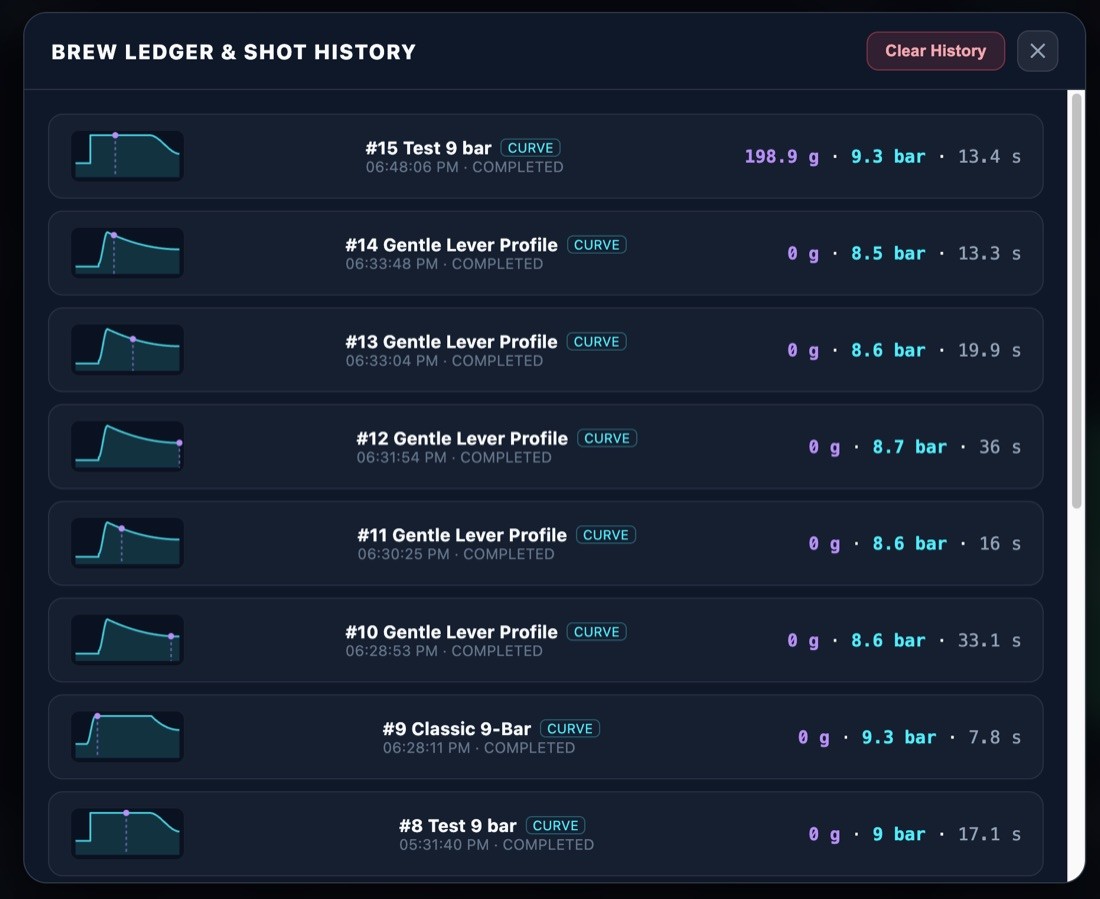 BREW LEDGER & SHOT HISTORY
Clear History
#15 Test 9 bar CURVE
06:48:06 PM · COMPLETED
198.9 g · 9.3 bar · 13.4 s
#14 Gentle Lever Profile CURVE
06:33:48 PM · COMPLETED
0 g · 8.5 bar · 13.3 s
#13 Gentle Lever Profile CURVE
06:33:04 PM · COMPLETED
0 g · 8.6 bar · 19.9 s
#12 Gentle Lever Profile CURVE
06:31:54 PM · COMPLETED
0 g · 8.7 bar · 36 s
#11 Gentle Lever Profile CURVE
06:30:25 PM · COMPLETED
0 g · 8.6 bar · 16 s
#10 Gentle Lever Profile CURVE
06:28:53 PM · COMPLETED
0 g · 8.6 bar · 33.1 s
#9 Classic 9-Bar CURVE
06:28:11 PM · COMPLETED
0 g · 9.3 bar · 7.8 s
#8 Test 9 bar CURVE
05:31:40 PM · COMPLETED
0 g · 9 bar · 17.1 s